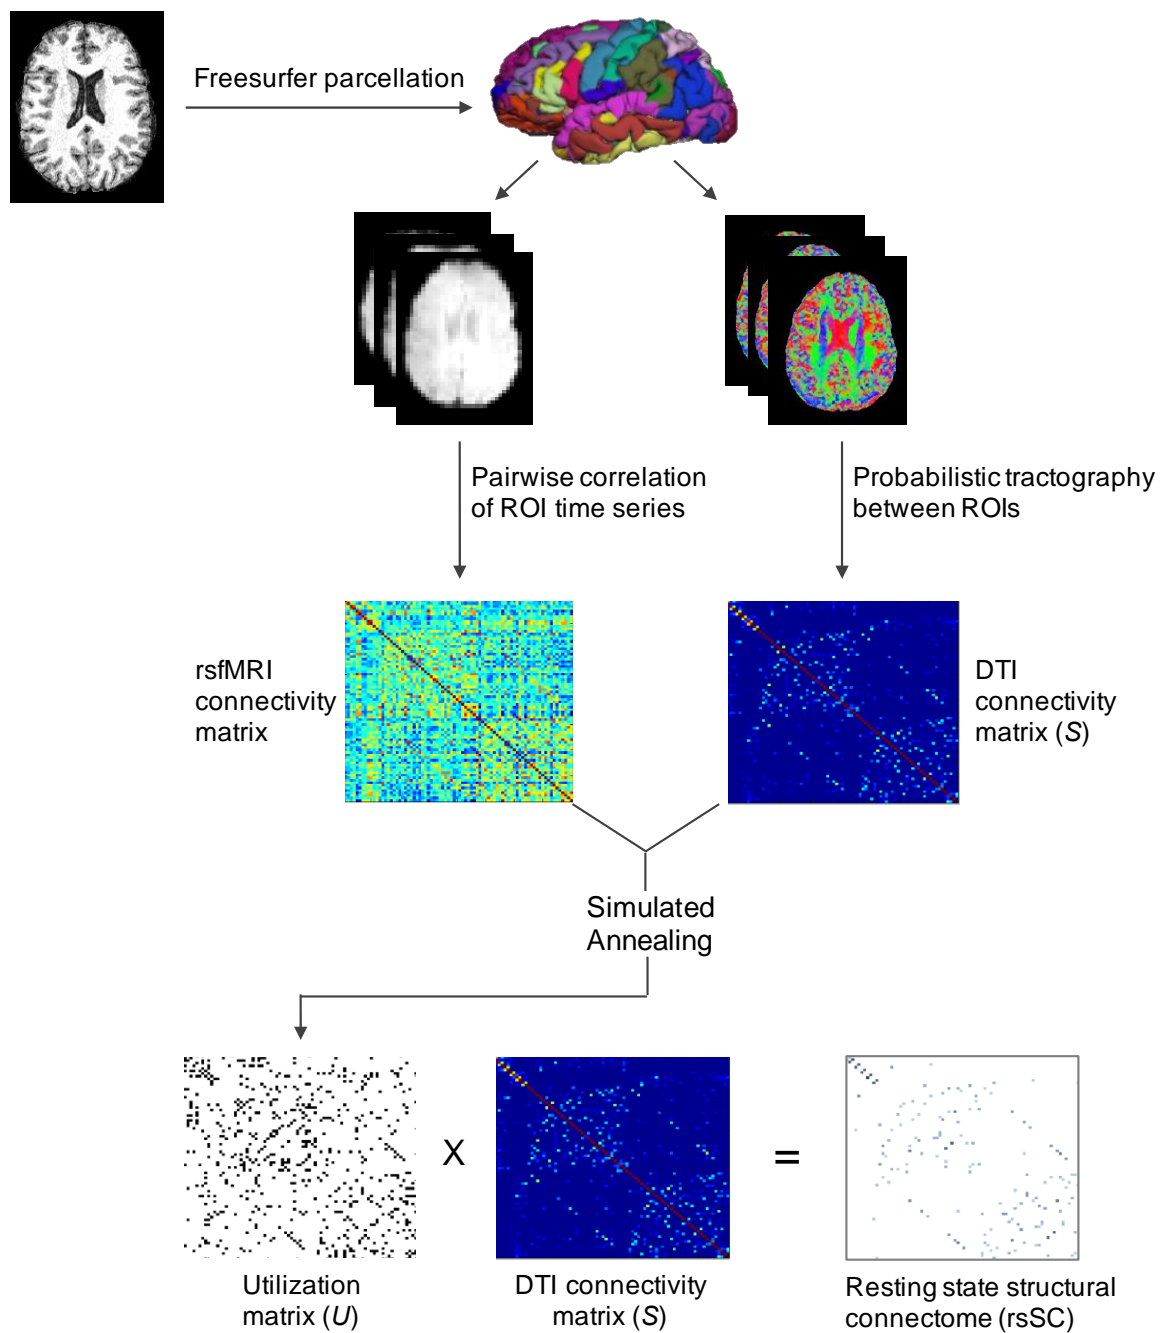 Freesurfer parcellation
Pairwise correlation
of ROI time series
Probabilistic tractography
between ROIs
rsfMRI
connectivity
matrix
DTI
connectivity
matrix (S)
Simulated
Annealing
X
=
Utilization
matrix (U)
DTI connectivity
matrix (S)
Resting state structural
connectome (rsSC)